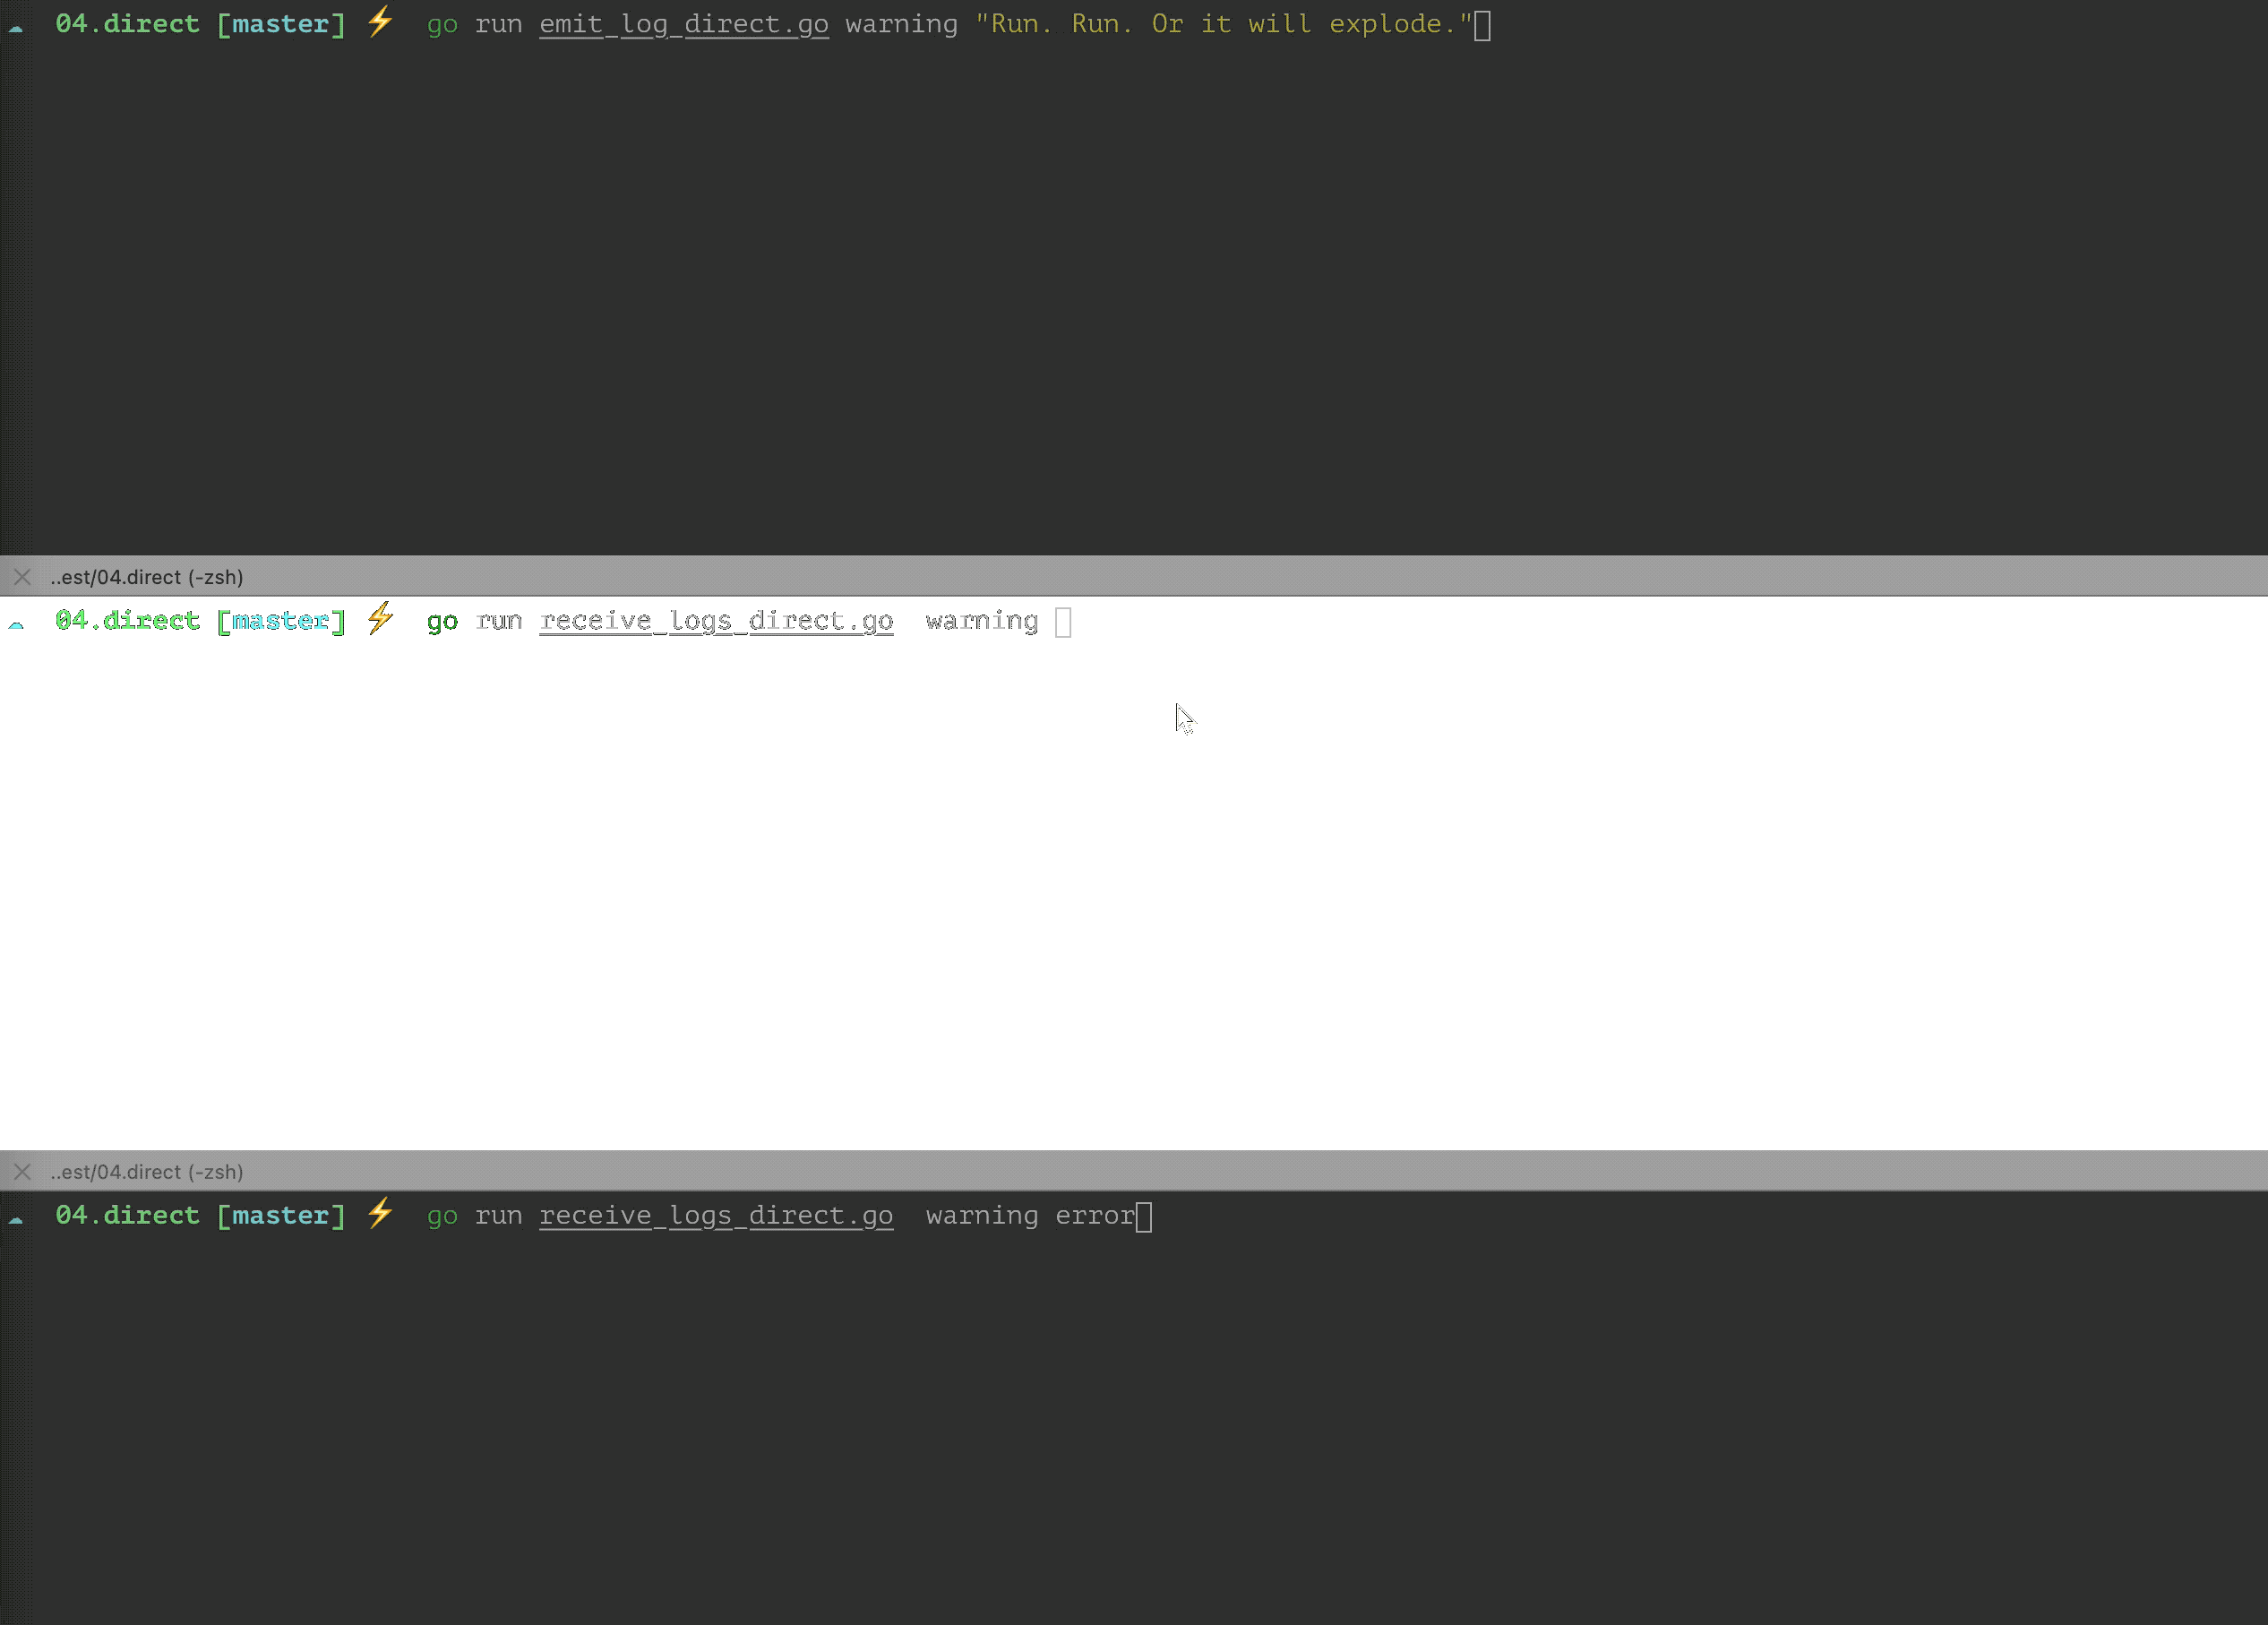 04.direct [master] ⚡ go run emit_log_direct.go warning "Run. Run. Or it will explode."
..est/04.direct (-zsh)
04.direct [master] ⚡ go run receive_logs_direct.go  warning
..est/04.direct (-zsh)
04.direct [master] ⚡ go run receive_logs_direct.go  warning error